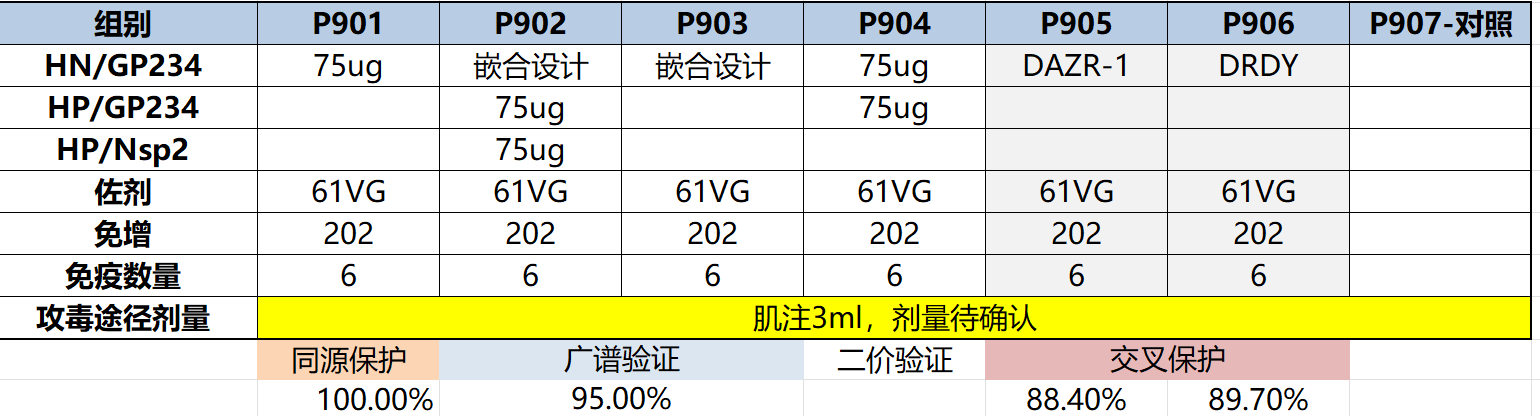 组别 P901 P902 P903 P904 P905 P906 P907-对照
HN/GP234 75ug 嵌合设计 嵌合设计 75ug DAZR-1 DRDY
HP/GP234 75ug 75ug
HP/Nsp2 75ug
佐剂 61VG 61VG 61VG 61VG 61VG 61VG
免增 202 202 202 202 202 202
免疫数量 6 6 6 6 6 6
攻毒途径剂量 肌注3ml，剂量待确认
同源保护 广谱验证 二价验证 交叉保护
100.00% 95.00% 88.40% 89.70%